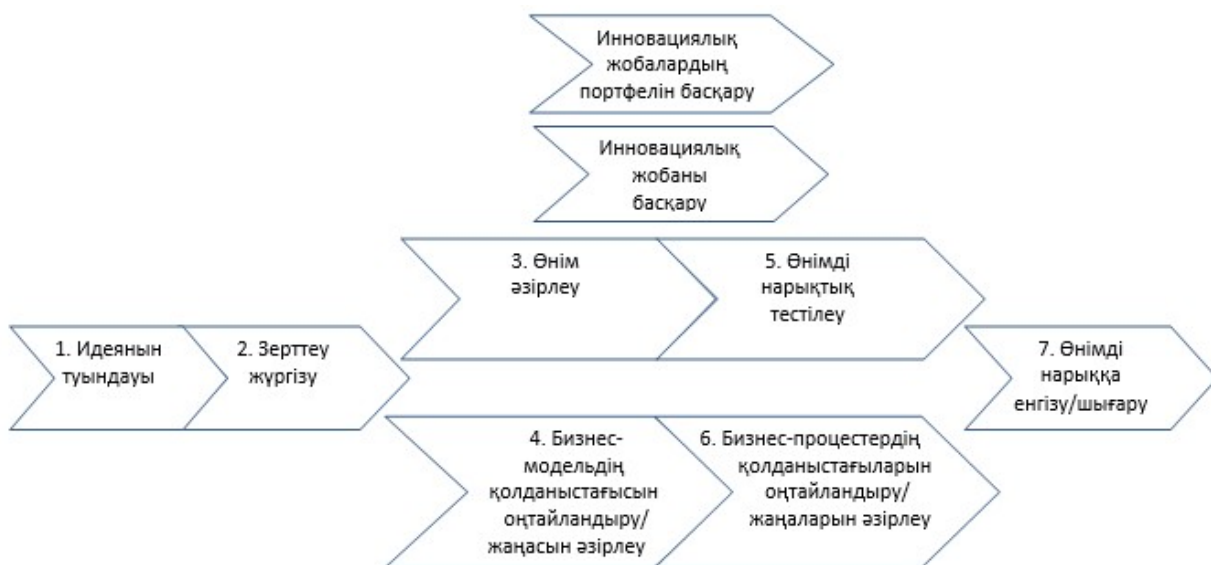 Инновациялық
жобалардың
портфелін басқару
Инновациялық
жобаны
басқару
3. Өнім
әзірлеу
5. Өнімді
нарықтық
тестілеу
1. Идеянын
туындауы
2. Зерттеу
жүргізу
7. Өнімді
нарыққа
енгізу/шығару
4. Бизнес-
модельдің
қолданыстағысын
оңтайландыру/
жаңасын әзірлеу
6. Бизнес-процестердің
қолданыстағыларын
оңтайландыру/
жаңаларын әзірлеу